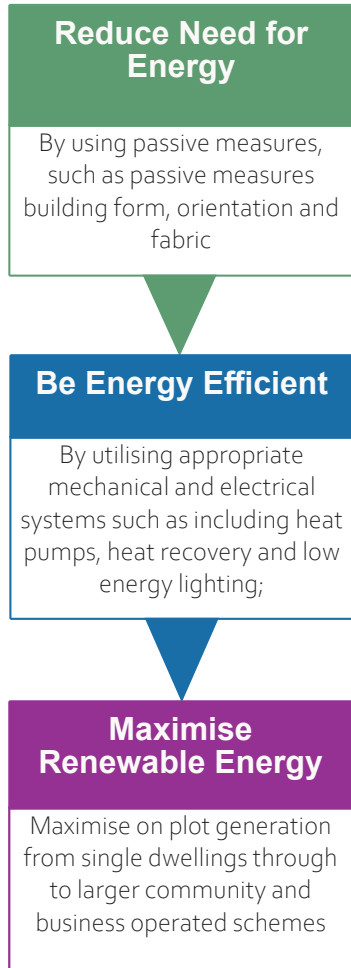 Reduce Need for
Energy
By using passive measures,
such as passive measures
building form, orientation and
fabric
Be Energy Efficient
By utilising appropriate
mechanical and electrical
systems such as including heat
pumps, heat recovery and low
energy lighting;
Maximise
Renewable Energy
Maximise on plot generation
from single dwellings through
to larger community and
business operated schemes